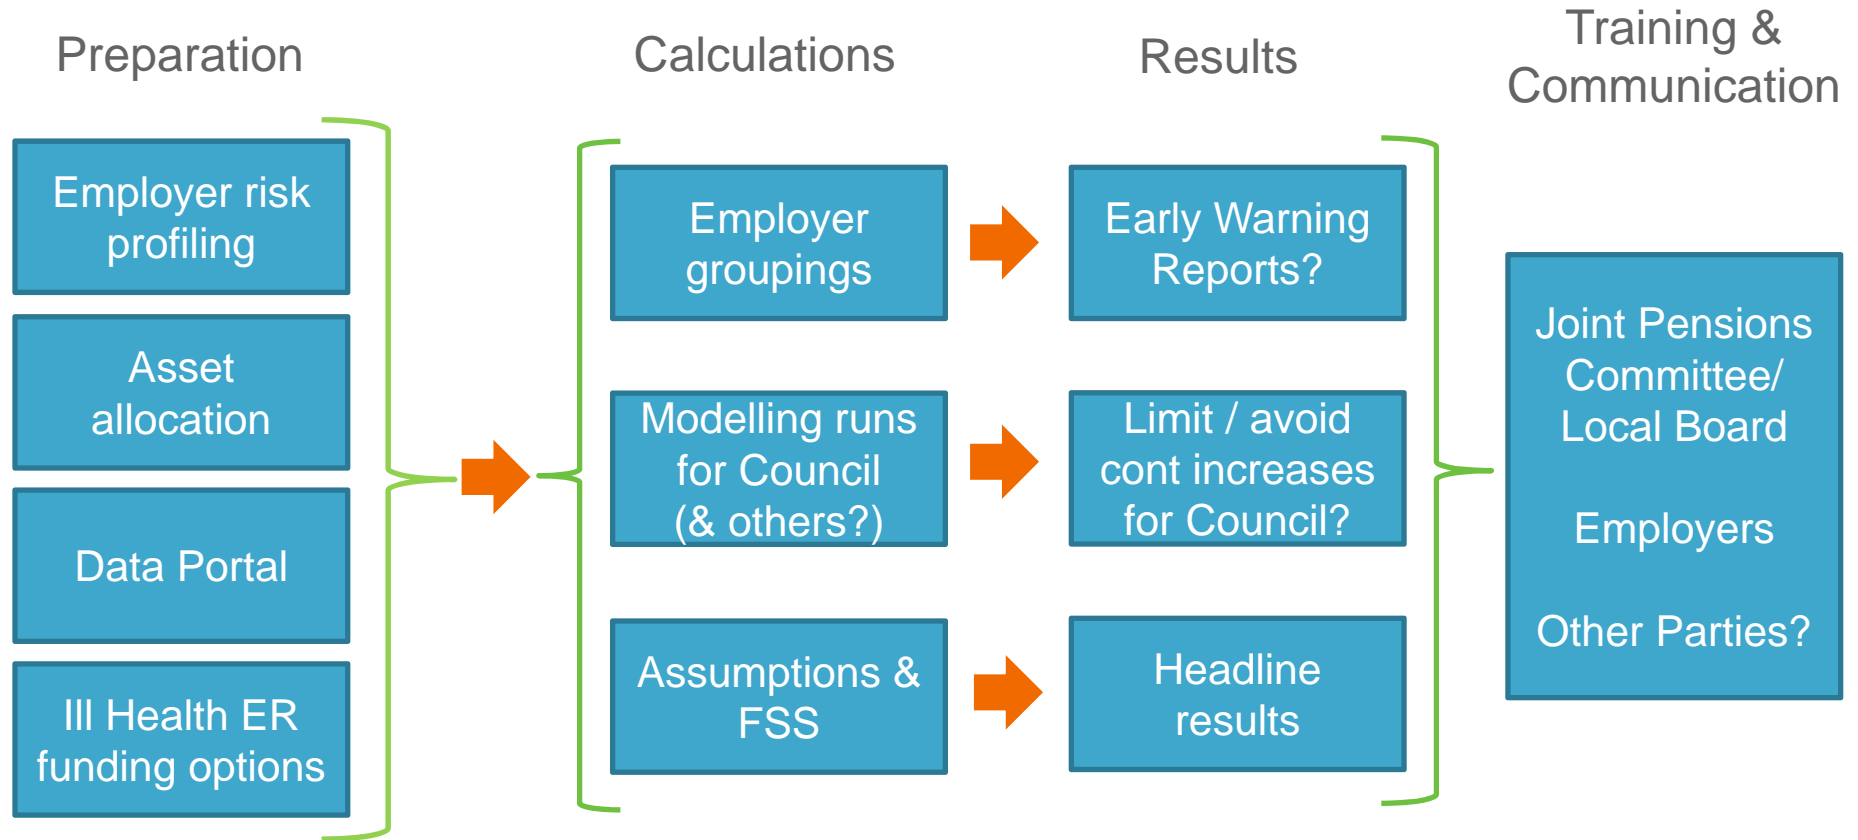 Preparation
Employer risk
profiling
Asset
allocation
Data Portal
Ill Health ER
funding options
Calculations
Employer
groupings
Modelling runs
for Council
(& others?)
Assumptions &
FSS
Results
Early Warning
Reports?
Limit / avoid
cont increases
for Council?
Headline
results
Training &
Communication
Joint Pensions
Committee/
Local Board
Employers
Other Parties?